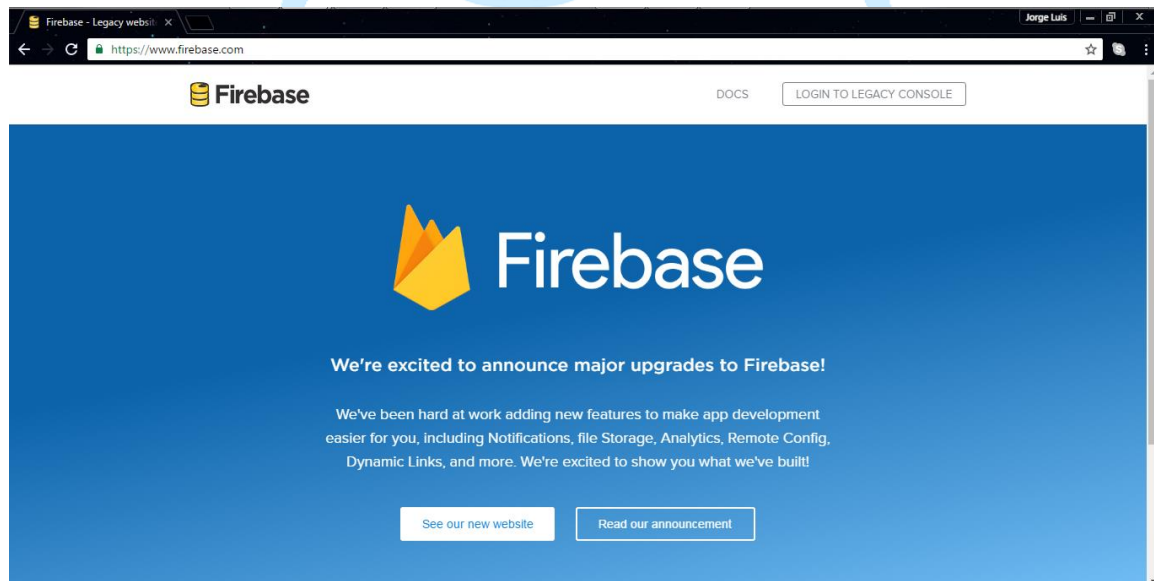 Firebase - Legacy websit
Jorge Luis
https://www.firebase.com
Firebase
DOCS
LOGIN TO LEGACY CONSOLE
Firebase
We're excited to announce major upgrades to Firebase!
We've been hard at work adding new features to make app development
easier for you, including Notifications, file Storage, Analytics, Remote Config,
Dynamic Links, and more. We're excited to show you what we've built!
See our new website
Read our announcement